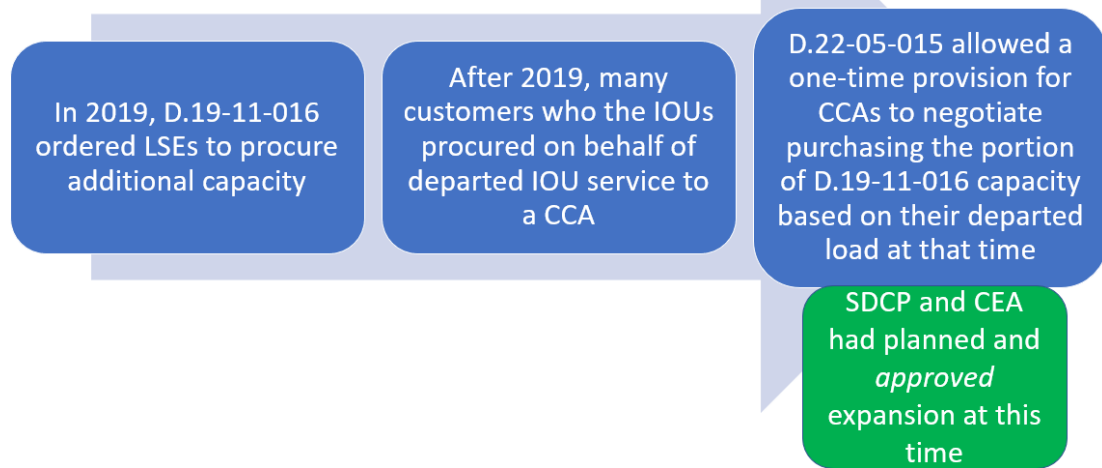 In 2019, D.19-11-016
ordered LSEs to procure
additional capacity
After 2019, many
customers who the IOUs
procured on behalf of
departed IOU service to
a CCA
D.22-05-015 allowed a
one-time provision for
CCAs to negotiate
purchasing the portion
of D.19-11-016 capacity
based on their departed
load at that time
SDCP and CEA
had planned and
approved
expansion at this
time